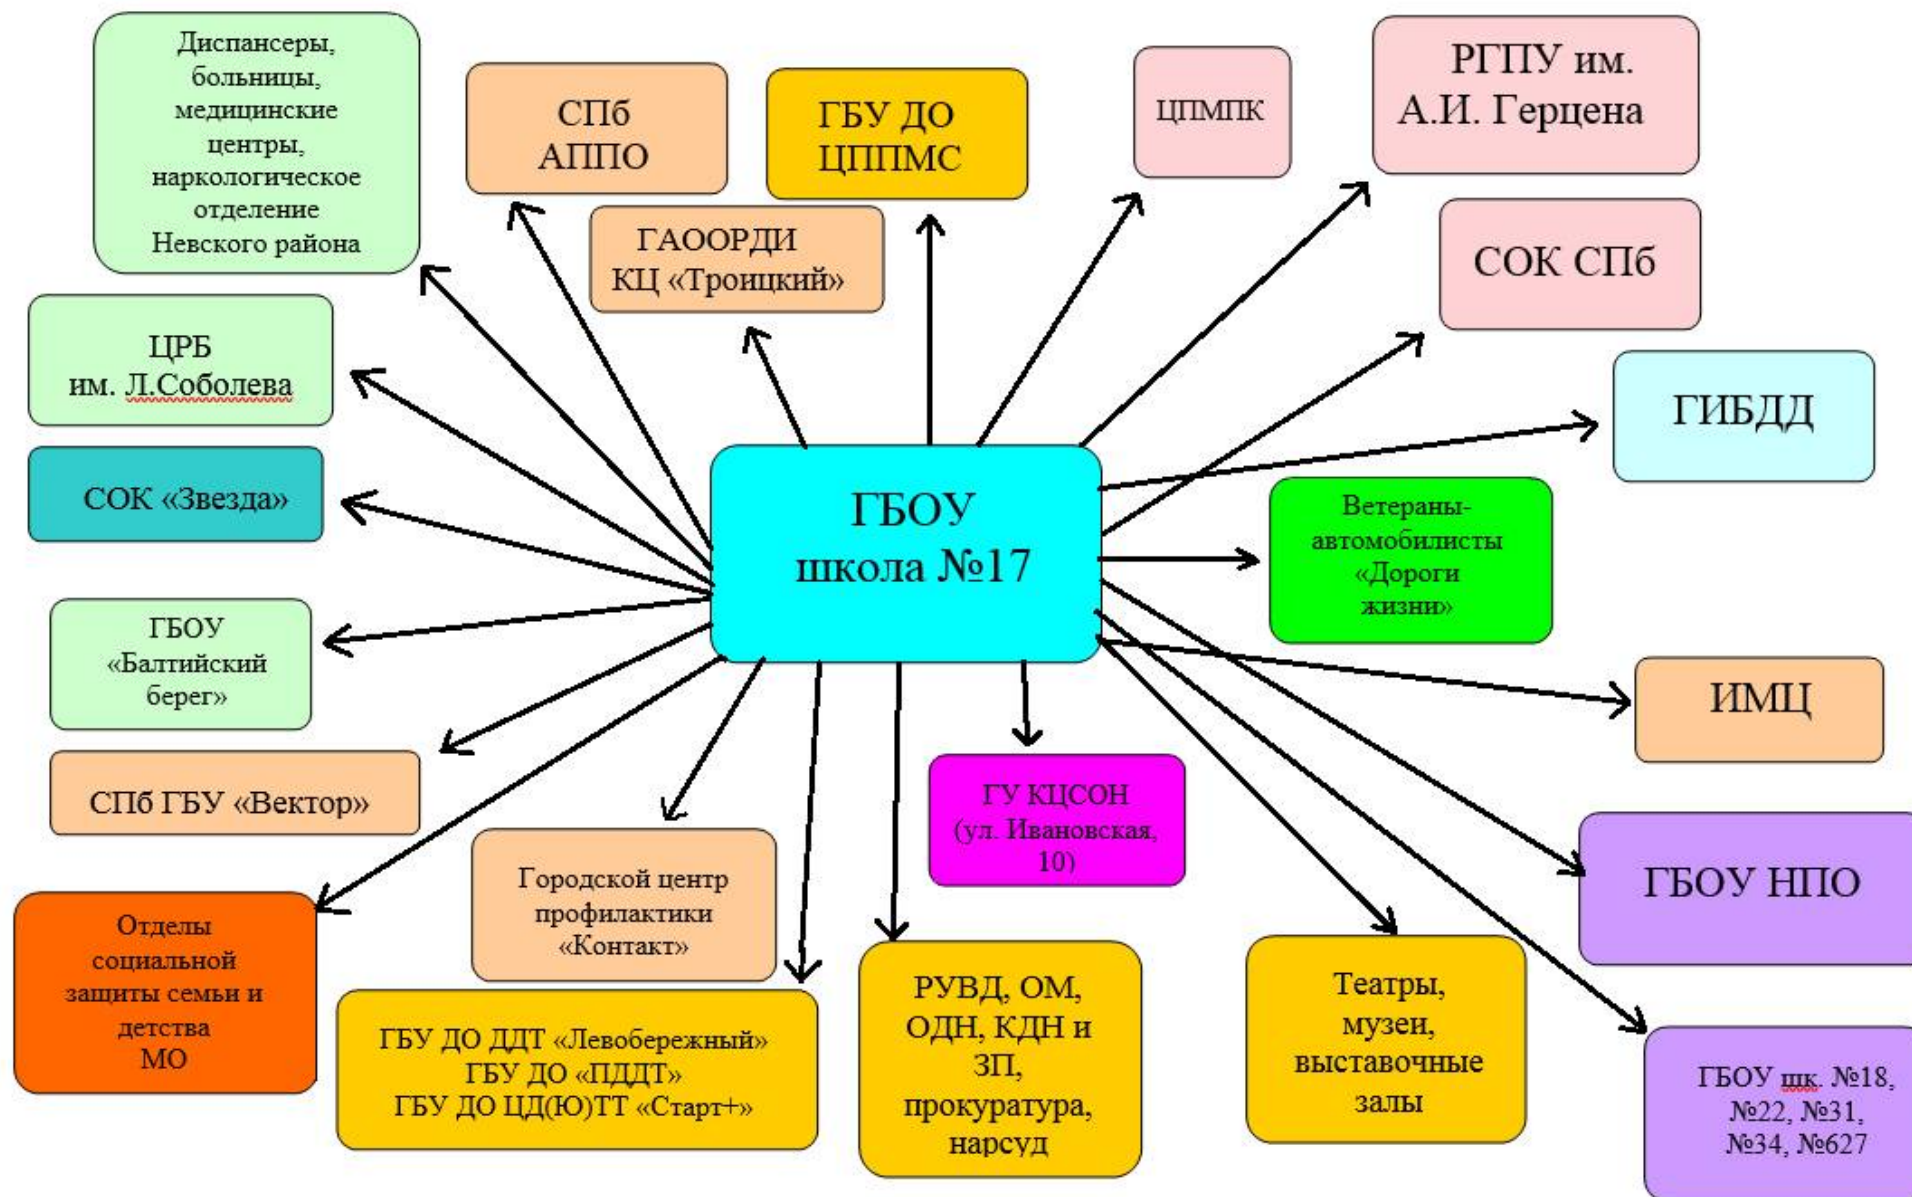 Диспансеры,
больницы,
медицинские
центры,
наркологическое
отделение
Невского района
СПб
АППО
ГБУ ДО
ЦППМС
ЦПМПК
РГПУ им.
А.И. Герцена
ГАООРДИ
КЦ «Троицкий»
СОК СПб
ЦРБ
им. Л.Соболева
ГИБДД
СОК «Звезда»
ГБОУ
школа №17
Ветераны-
автомобилисты
«Дороги
жизни»
ГБОУ
«Балтийский
берег»
ИМЦ
СПб ГБУ «Вектор»
ГУ КЦСОН
(ул. Ивановская,
10)
Городской центр
профилактики
«Контакт»
ГБОУ НПО
Отделы
социальной
защиты семьи и
детства
МО
ГБУ ДО ДДТ «Левобережный»
ГБУ ДО «ПДДТ»
ГБУ ДО ЦД(Ю)ТТ «Старт+»
РУВД, ОМ,
ОДН, КДН и
ЗП,
прокуратура,
нарсуд
Театры,
музеи,
выставочные
залы
ГБОУ шк. №18,
№22, №31,
№34, №627